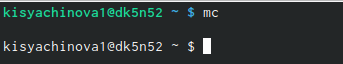 kisyachinova1@dk5n52 ~ $ mc
kisyachinova1@dk5n52 ~ $